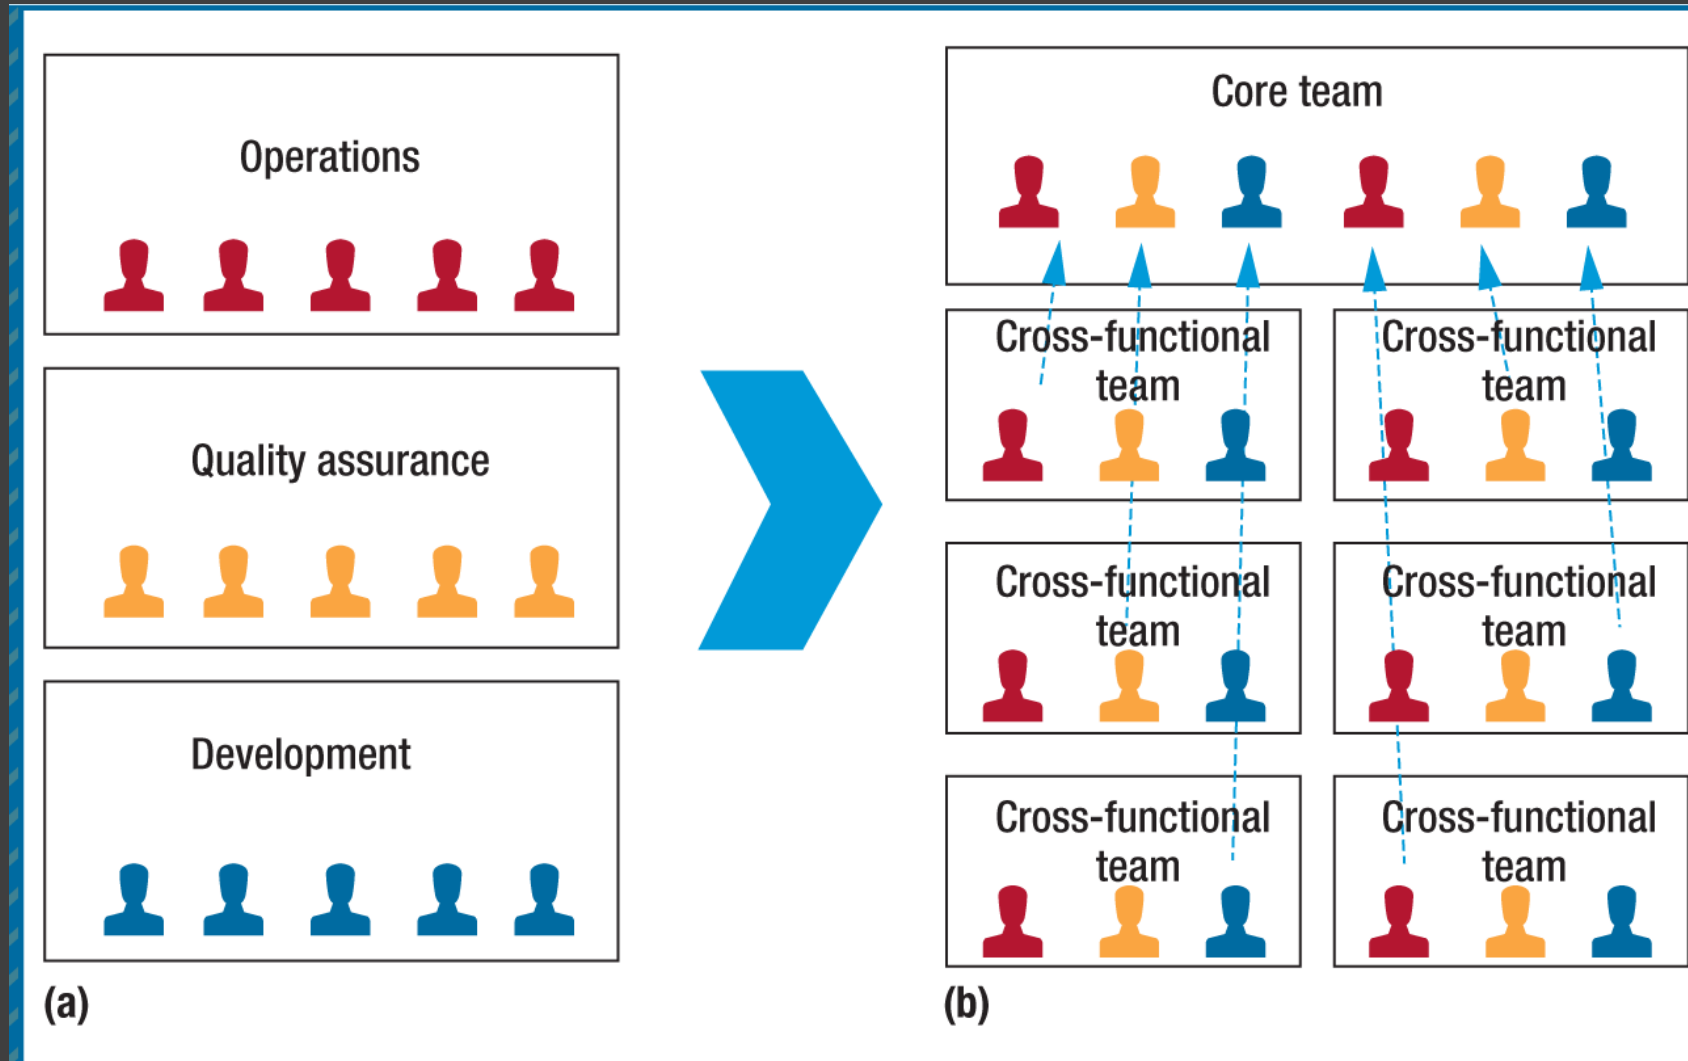 Operations
Quality assurance
Development
(a)
Core team
Cross-functional
team
Cross-functional
team
Cross-functional
team
Cross-functional
team
Cross-functional
team
Cross-functional
team
(b)